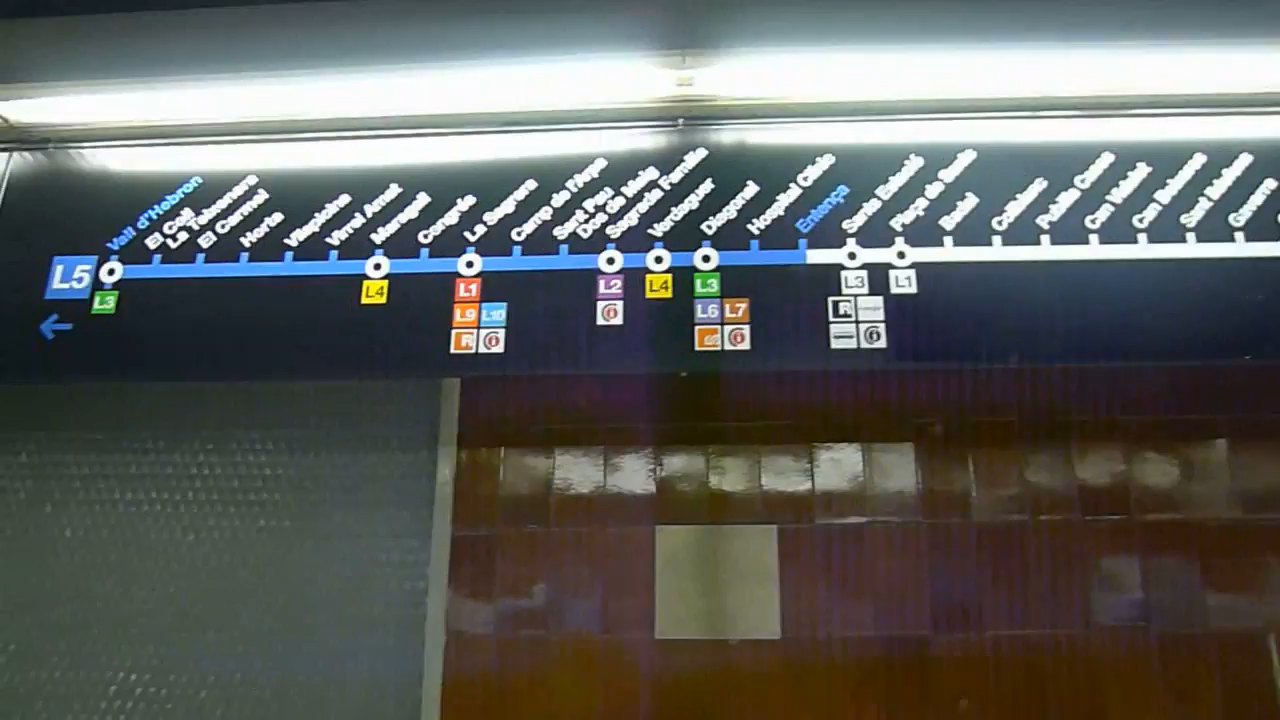 Vall d'Hebron
El Coll
La Teixonera
El Carmel
Horta
Vilapicina
Virrei Amat
Maragall
Congrés
La Sagrera
Camp de l'Arpa
Sant Pau
Dos de Maig
Sagrada Família
Verdaguer
Diagonal
Hospital Clínic
Entença
Sants Estació
Plaça de Sants
Badal
Collblanc
Pubilla Cases
Can Vidalet
Can Boixeres
Sant Ildefons
Gavarra
L5
L3
L4
L1
L9 L10
R
L2
L4
L3
L6 L7
L3
R
L1